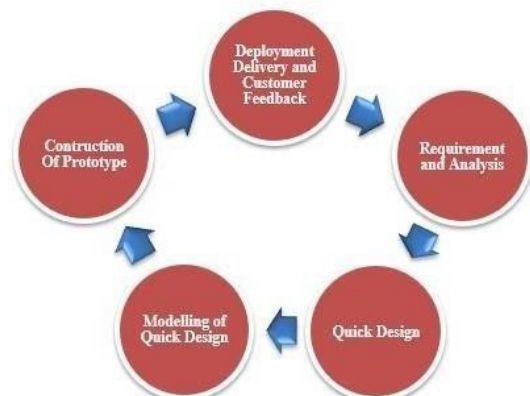 Deployment
Delivery and
Customer
Feedback
Requirement
and Analysis
Quick Design
Modelling of
Quick Design
Contruction
Of Prototype